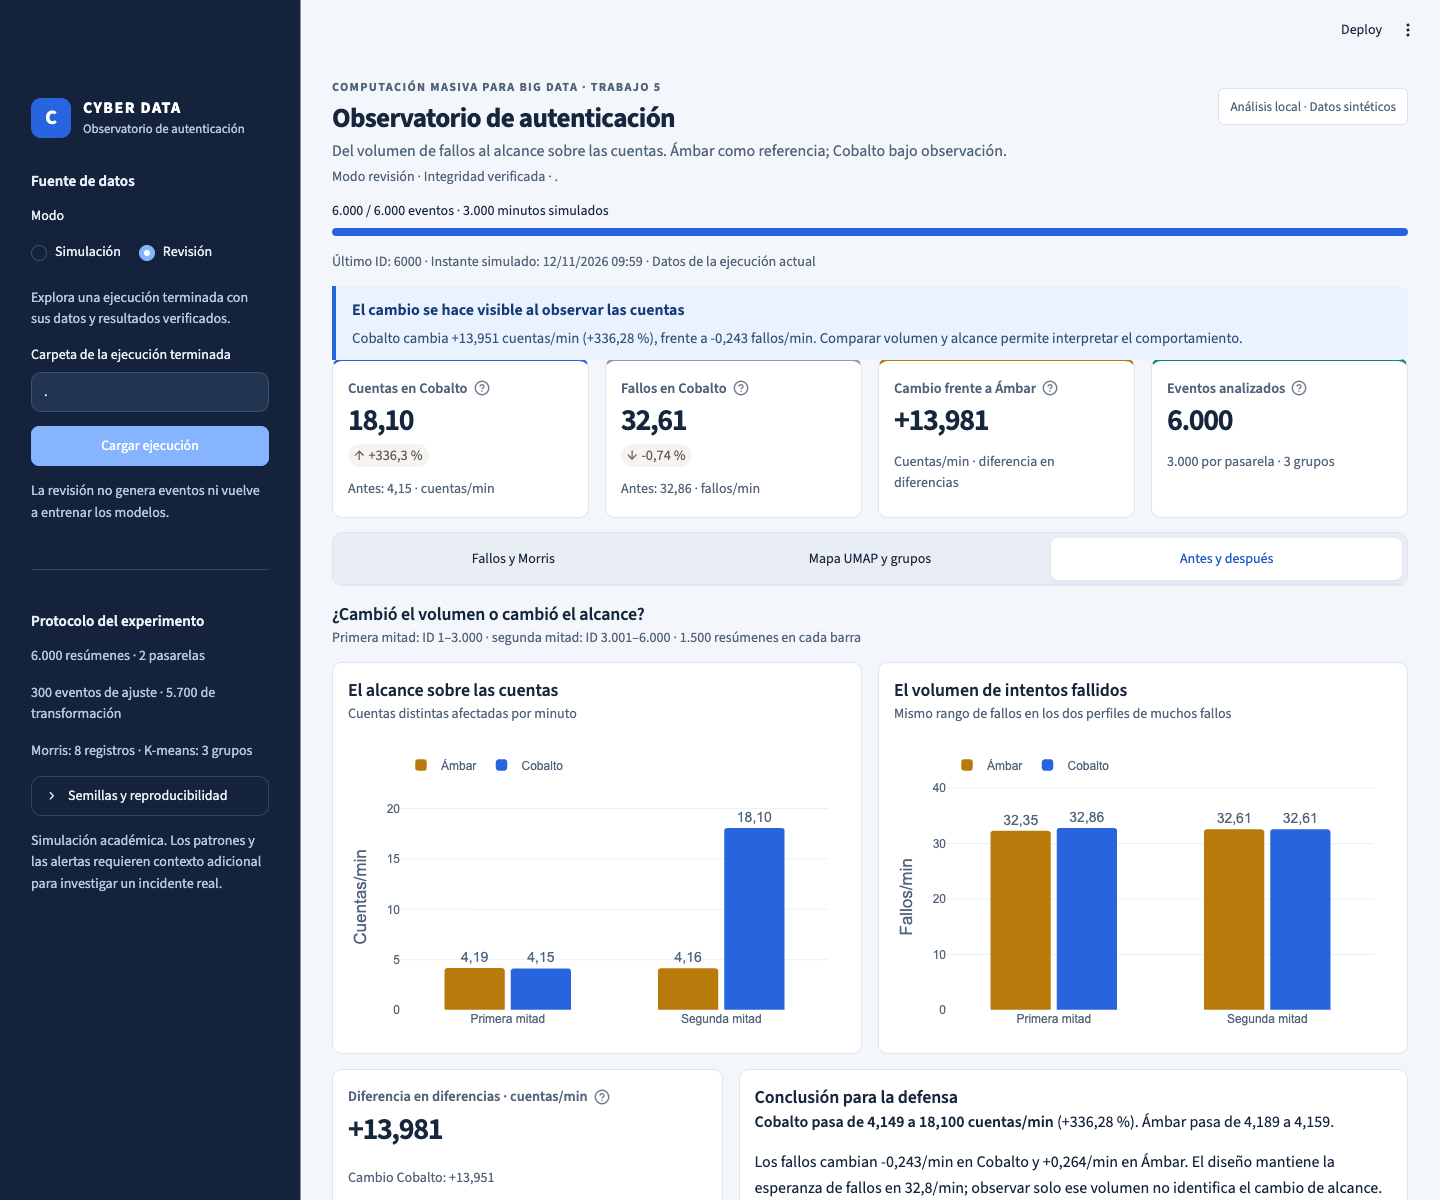 Deploy
C
CYBER DATA
Observatorio de autenticación
Fuente de datos
Modo
Simulación
Revisión
Explora una ejecución terminada con
sus datos y resultados verificados.
Carpeta de la ejecución terminada
.
Cargar ejecución
La revisión no genera eventos ni vuelve
a entrenar los modelos.
Protocolo del experimento
6.000 resúmenes · 2 pasarelas
300 eventos de ajuste · 5.700 de
transformación
Morris: 8 registros · K-means: 3 grupos
Semillas y reproducibilidad
Simulación académica. Los patrones y
las alertas requieren contexto adicional
para investigar un incidente real.
COMPUTACIÓN MASIVA PARA BIG DATA · TRABAJO 5
Observatorio de autenticación
Análisis local · Datos sintéticos
Del volumen de fallos al alcance sobre las cuentas. Ámbar como referencia; Cobalto bajo observación.
Modo revisión · Integridad verificada · .
6.000 / 6.000 eventos · 3.000 minutos simulados
Último ID: 6000 · Instante simulado: 12/11/2026 09:59 · Datos de la ejecución actual
El cambio se hace visible al observar las cuentas
Cobalto cambia +13,951 cuentas/min (+336,28 %), frente a -0,243 fallos/min. Comparar volumen y alcance permite interpretar el comportamiento.
Cuentas en Cobalto
18,10
↑ +336,3 %
Antes: 4,15 · cuentas/min
Fallos en Cobalto
32,61
↓ -0,74 %
Antes: 32,86 · fallos/min
Cambio frente a Ámbar
+13,981
Cuentas/min · diferencia en
diferencias
Eventos analizados
6.000
3.000 por pasarela · 3 grupos
Fallos y Morris
Mapa UMAP y grupos
Antes y después
¿Cambió el volumen o cambió el alcance?
Primera mitad: ID 1–3.000 · segunda mitad: ID 3.001–6.000 · 1.500 resúmenes en cada barra
El alcance sobre las cuentas
Cuentas distintas afectadas por minuto
Ámbar
Cobalto
Cuentas/min
20
15
10
5
0
4,19
4,15
4,16
18,10
Primera mitad
Segunda mitad
El volumen de intentos fallidos
Mismo rango de fallos en los dos perfiles de muchos fallos
Ámbar
Cobalto
Fallos/min
40
30
20
10
0
32,35
32,86
32,61
32,61
Primera mitad
Segunda mitad
Diferencia en diferencias · cuentas/min
+13,981
Cambio Cobalto: +13,951
Conclusión para la defensa
Cobalto pasa de 4,149 a 18,100 cuentas/min (+336,28 %). Ámbar pasa de 4,189 a 4,159.
Los fallos cambian -0,243/min en Cobalto y +0,264/min en Ámbar. El diseño mantiene la
esperanza de fallos en 32,8/min; observar solo ese volumen no identifica el cambio de alcance.